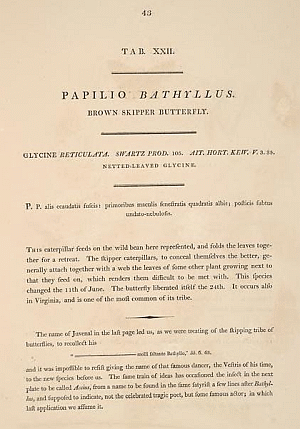 43
TAB. XXII.
PAPILIO BATHYLLUS.
BROWN SKIPPER BUTTERFLY.
GLYCINE RETICULATA. SWARTZ PROD. 105. AIT. HORT. KEW. V. 3. 35.
NETTED-LEAVED GLYCINE.
P. P. alis ecaudatis fuscis: primoribus maculis fenestratis quadratis albis; posticis subtus
undato-nebulosis.
THIS caterpillar feeds on the wild bean here represented, and folds the leaves toge-
ther for a retreat. The skipper caterpillars, to conceal themselves the better, ge-
nerally attach together with a web the leaves of some other plant growing next to
that they feed on, which renders them difficult to be met with. This species
changed the 11th of June. The butterfly liberated itself the 24th. It occurs also
in Virginia, and is one of the most common of its tribe.
The name of Juvenal in the last page led us, as we were treating of the skipping tribe of
butterflies, to recollect his
" molli saltante Bathyllo," 6. 63.
and it was impossible to resist giving the name of that famous dancer, the Vestris of his time,
to the new species before us. The same train of ideas has occasioned the insect in the next
plate to be called Accius, from a name to be found in the same satyrist a few lines after Bathyl-
lus, and supposed to indicate, not the celebrated tragic poet, but some famous actor; in which
last application we assume it.